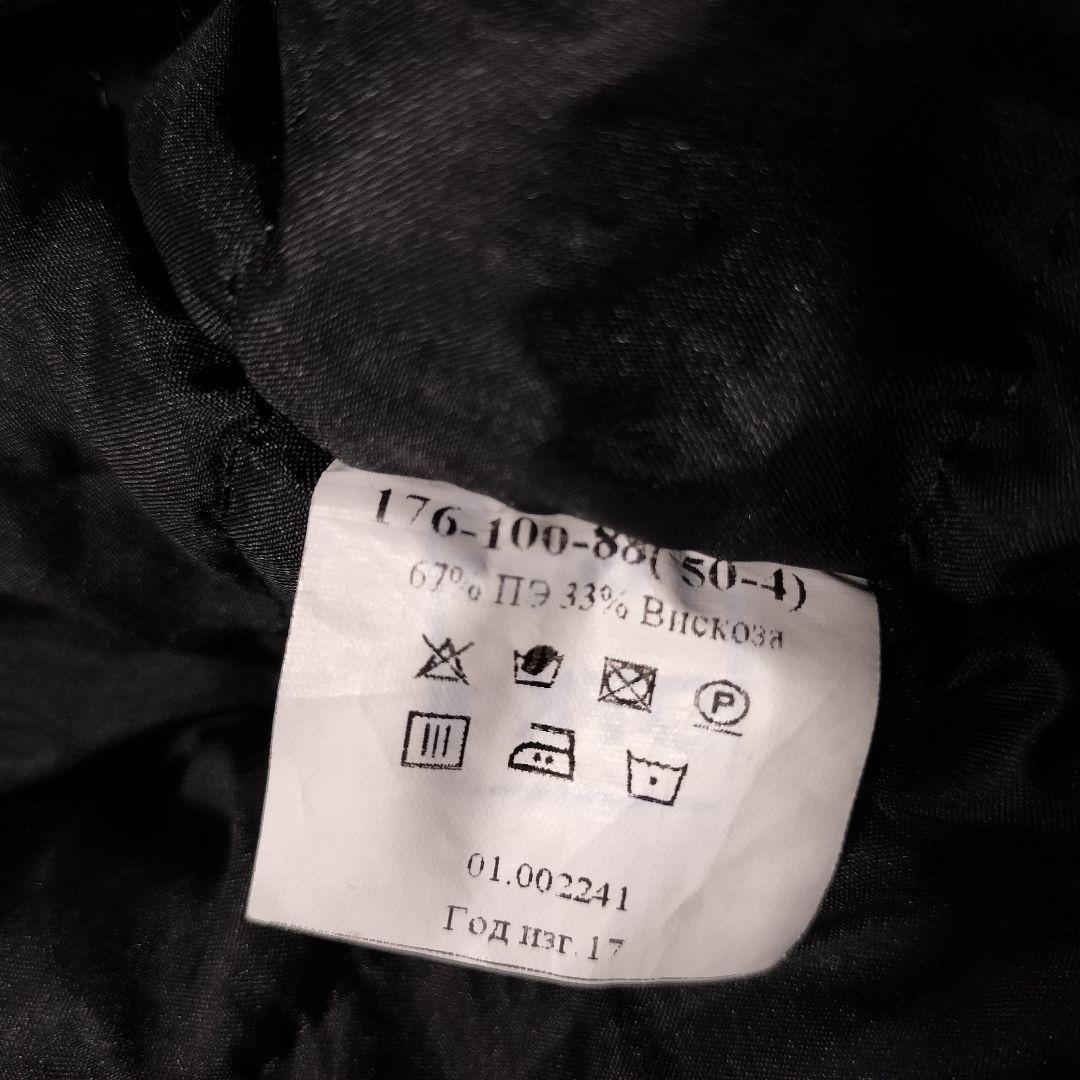 176-100-88( 50-4)
67% ПЭ 33% Вискоза
P
01.002241
Год изг. 17